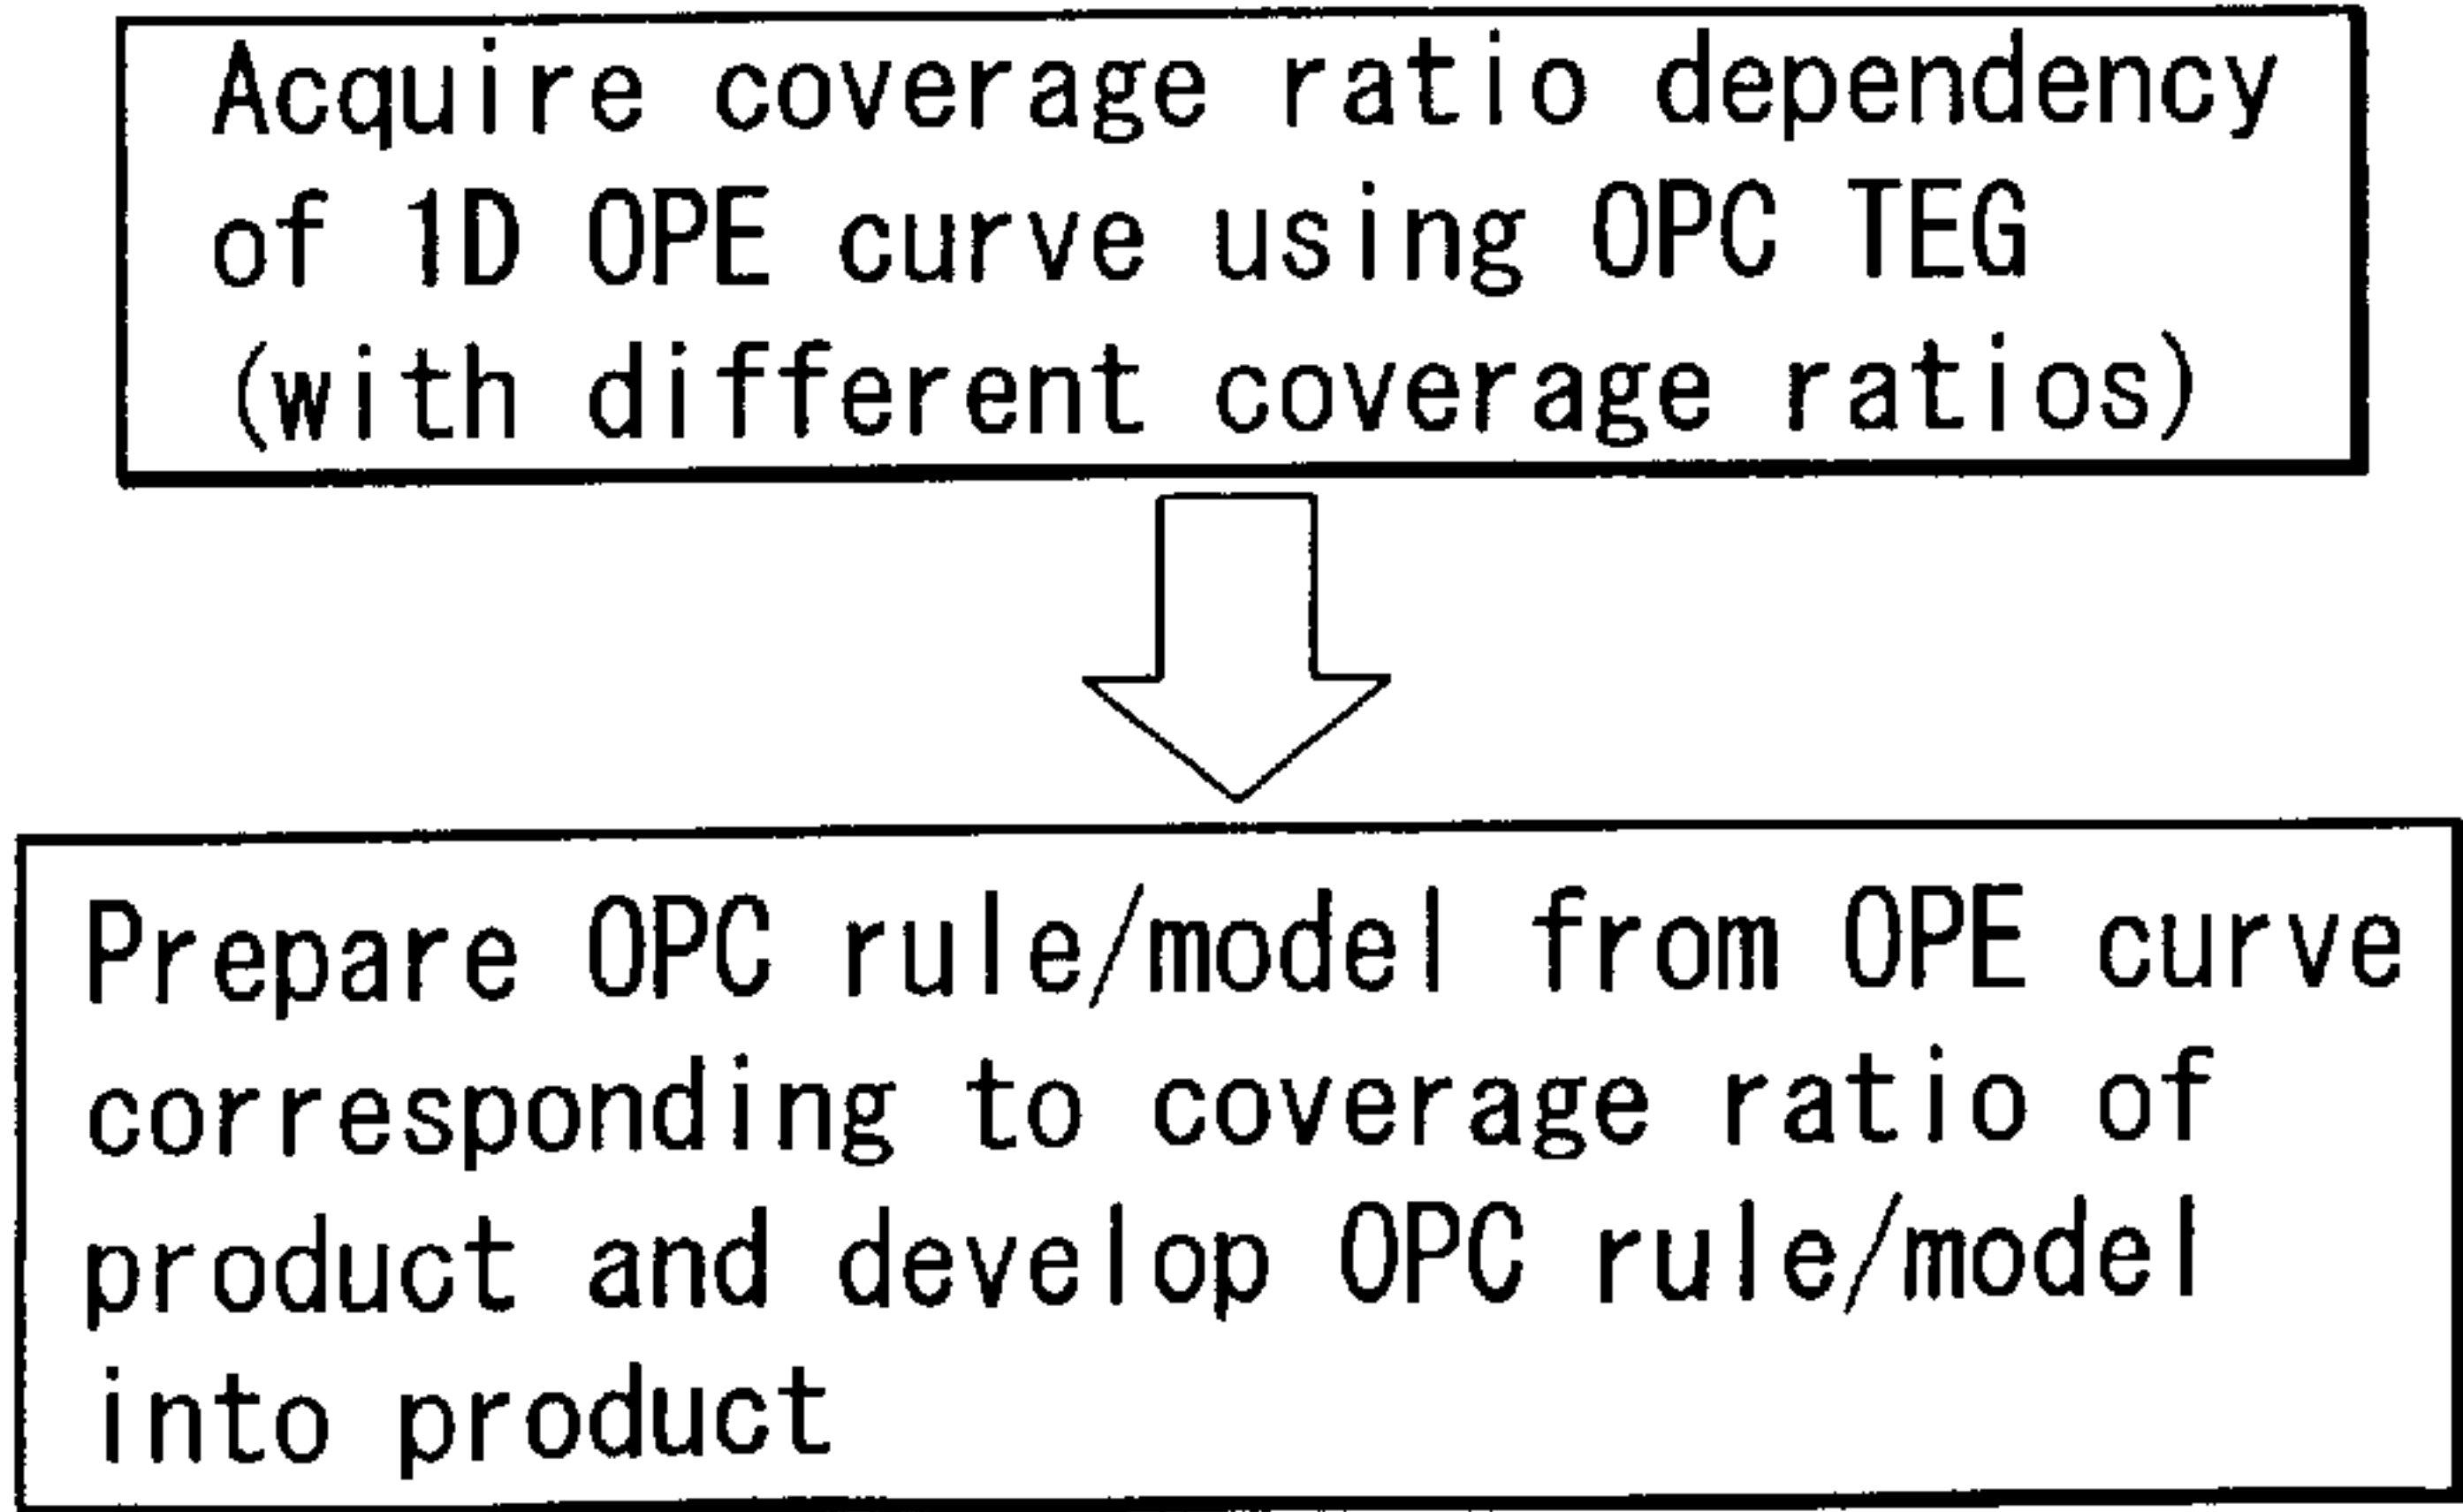 Acquire coverage ratio dependency
of 1D OPE curve using OPC TEG
(with different coverage ratios)
Prepare OPC rule/model from OPE curve
corresponding to coverage ratio of
product and develop OPC rule/model
into product